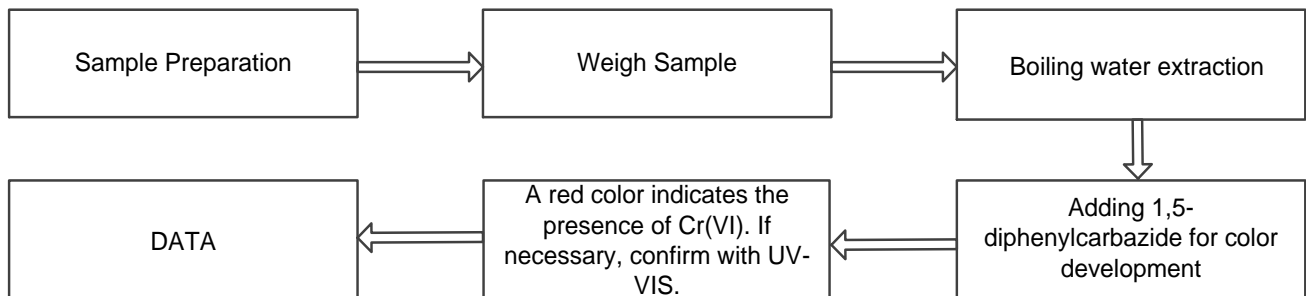 Sample Preparation
Weigh Sample
Boiling water extraction
Adding 1,5-
diphenylcarbazide for color
development
A red color indicates the
presence of Cr(VI). If
necessary, confirm with UV-
VIS.
DATA